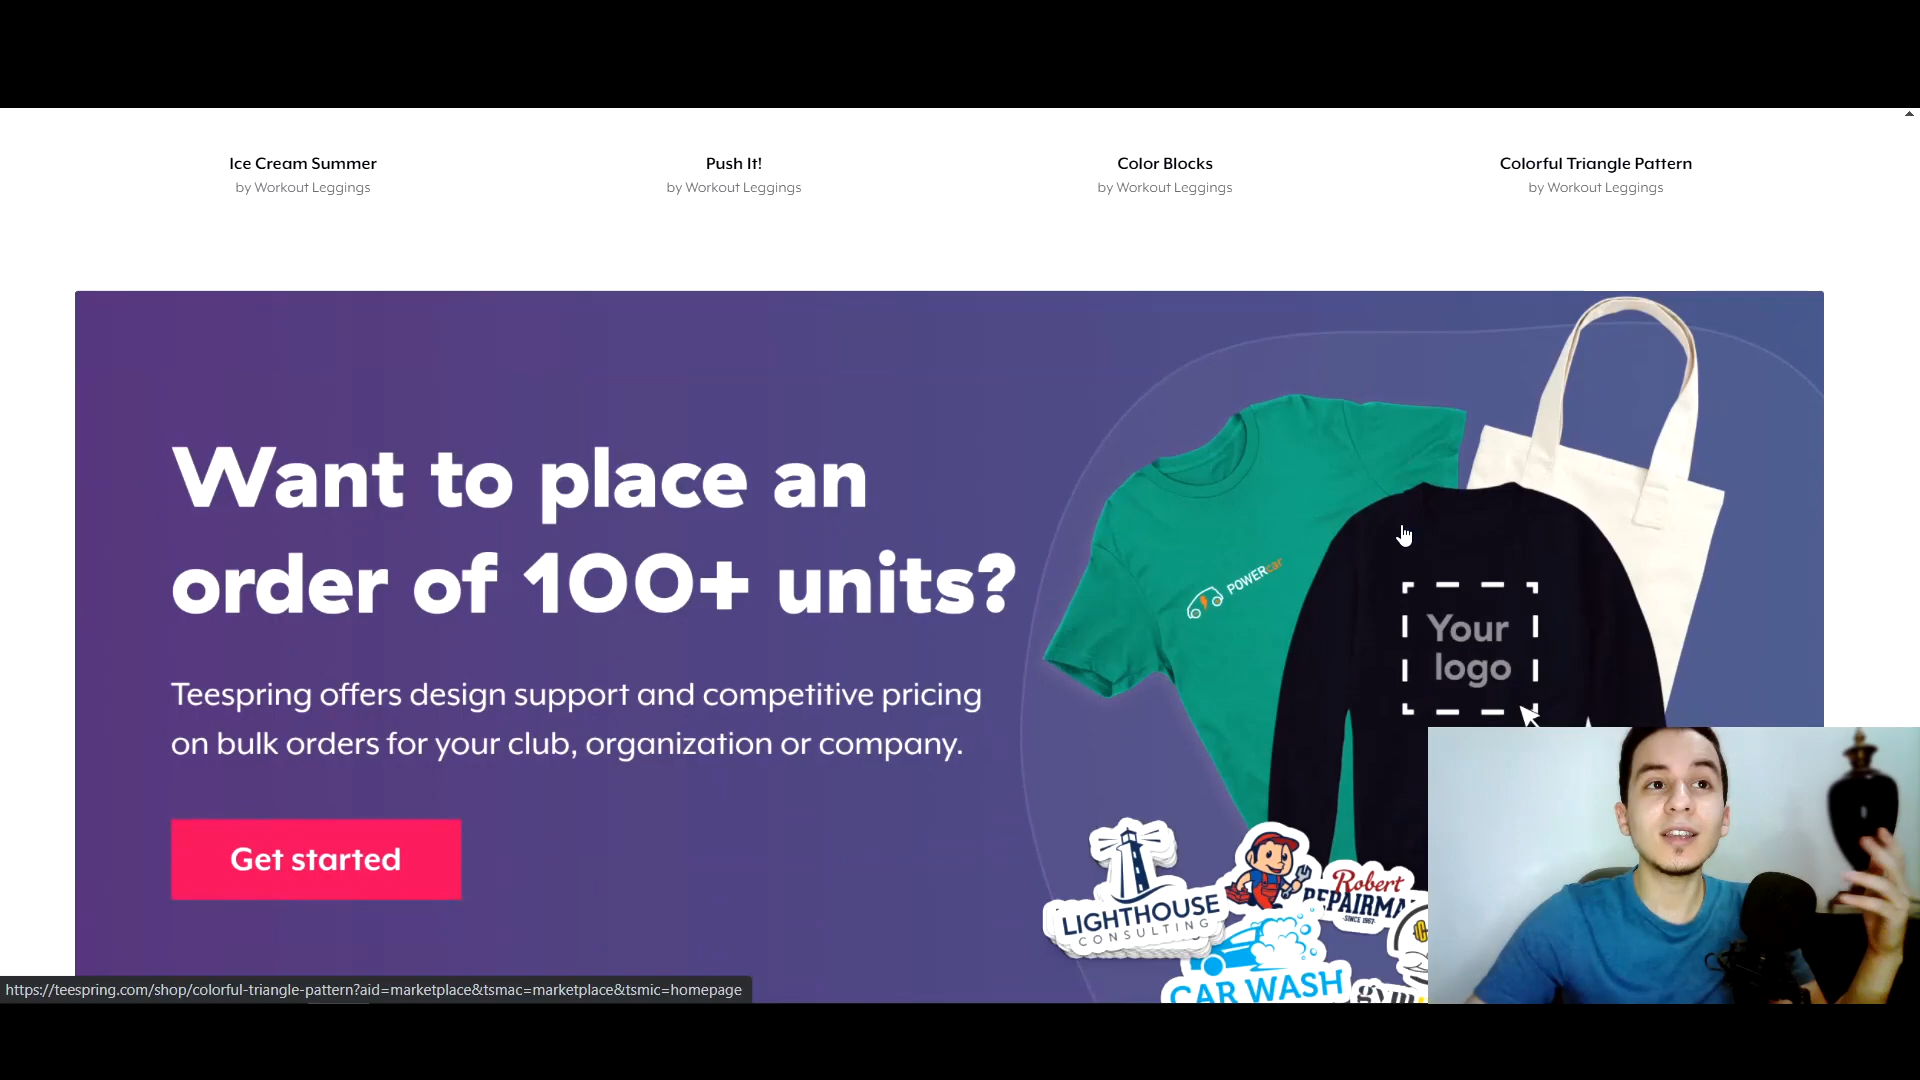 Ice Cream Summer
by Workout Leggings
Push It!
by Workout Leggings
Color Blocks
by Workout Leggings
Colorful Triangle Pattern
by Workout Leggings
Want to place an
order of 100+ units?
Teespring offers design support and competitive pricing
on bulk orders for your club, organization or company.
Get started
POWERcar
Your
logo
LIGHTHOUSE
CONSULTING
Robert
SINCE 1967
CAR WASH
https://teespring.com/shop/colorful-triangle-pattern?aid=marketplace&tsmac=marketplace&tsmic=homepage